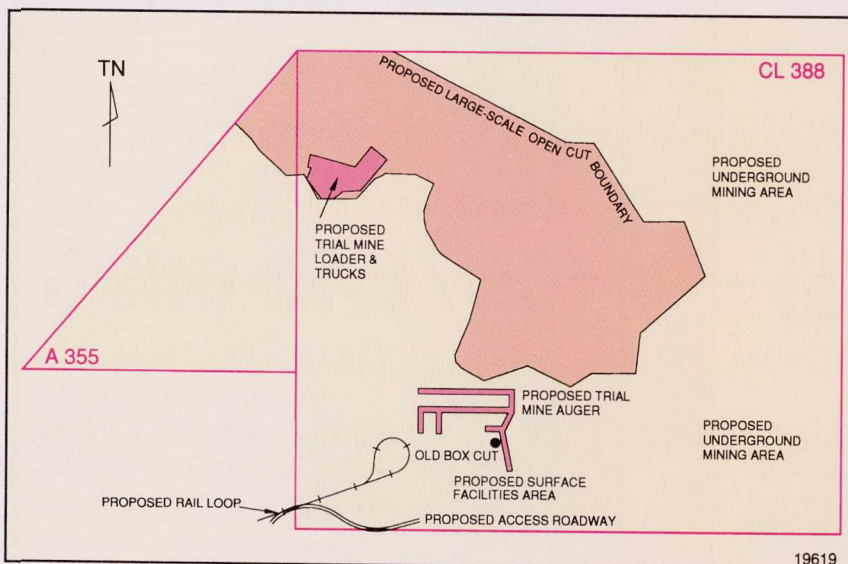 TN
CL 388
PROPOSED LARGE-SCALE OPEN CUT BOUNDARY
PROPOSED
UNDERGROUND
MINING AREA
PROPOSED
TRIAL MINE
LOADER &
TRUCKS
A 355
PROPOSED TRIAL
MINE AUGER
PROPOSED
UNDERGROUND
MINING AREA
OLD BOX CUT
PROPOSED SURFACE
FACILITIES AREA
PROPOSED RAIL LOOP
PROPOSED ACCESS ROADWAY
19619